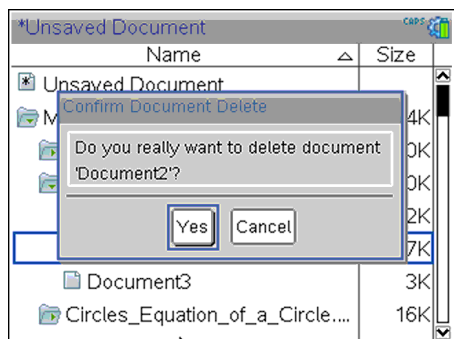 *Unsaved Document
CAPS
Name Size
Unsaved Document
Confirm Document Delete
M 4K
Do you really want to delete document
0K
'Document2'?
0K
2K
Yes Cancel
7K
Document3 3K
Circles_Equation_of_a_Circle.... 16K